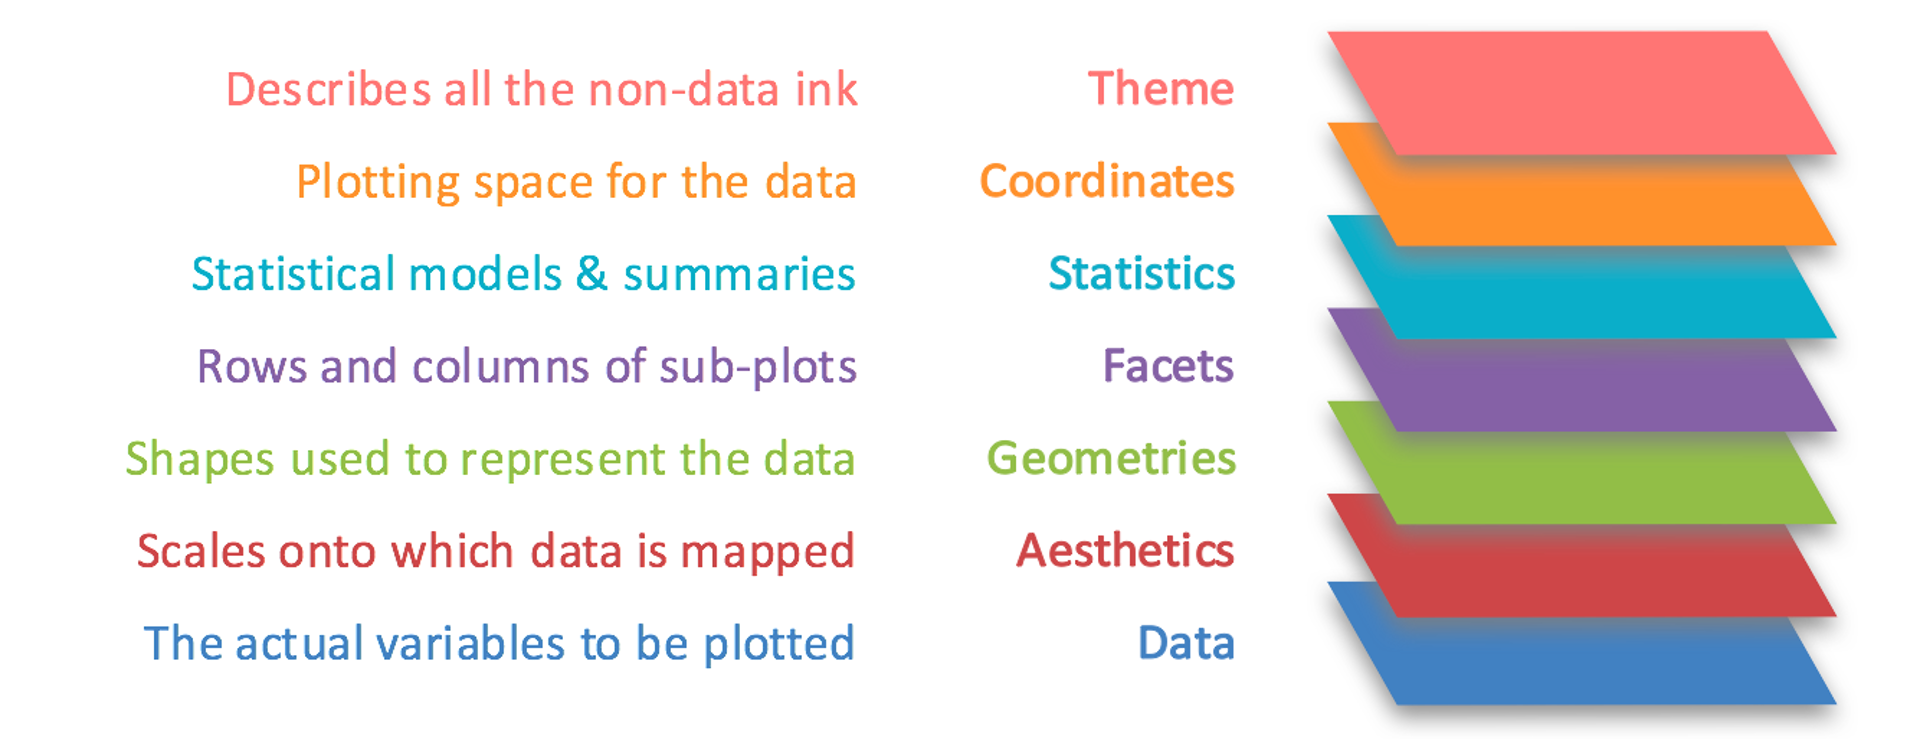 Describes all the non-data ink Theme
Plotting space for the data Coordinates
Statistical models & summaries Statistics
Rows and columns of sub-plots Facets
Shapes used to represent the data Geometries
Scales onto which data is mapped Aesthetics
The actual variables to be plotted Data